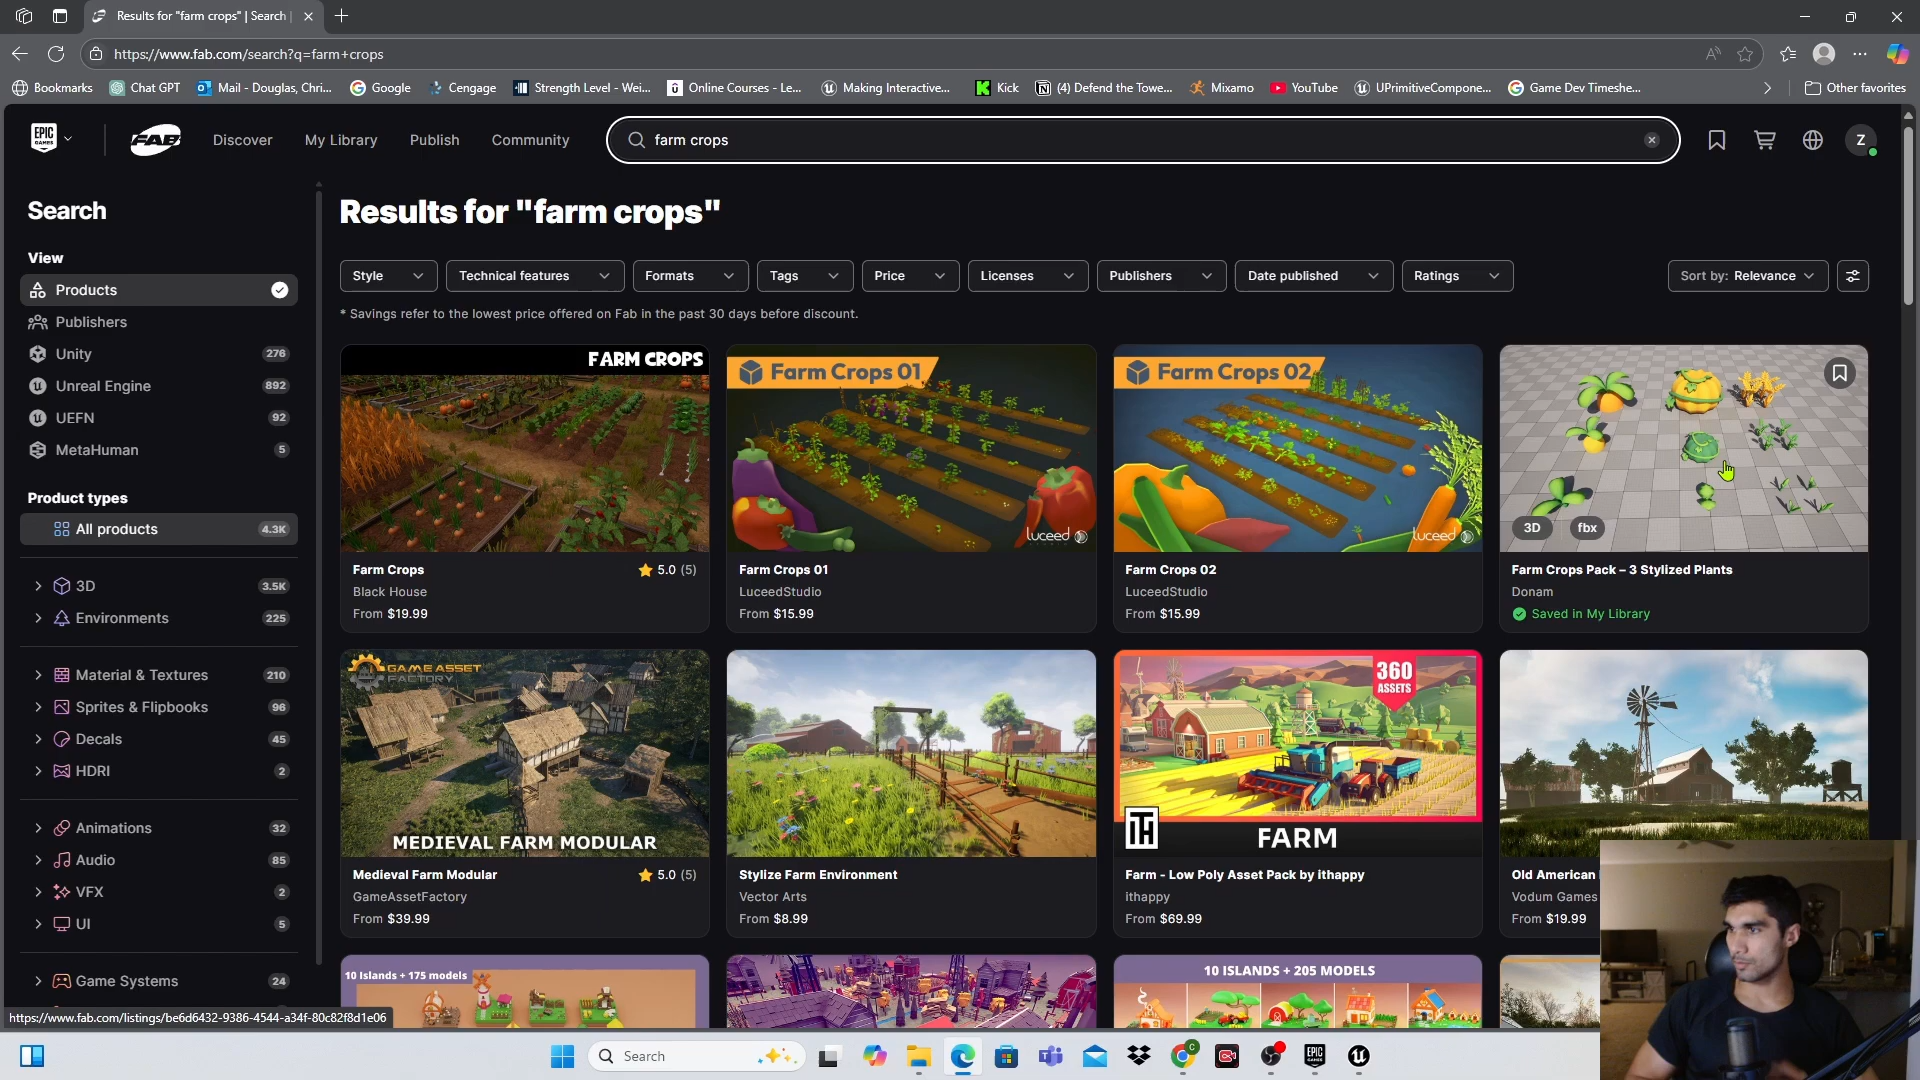 Results for "farm crops" | Search
https://www.fab.com/search?q=farm+crops
Bookmarks
Chat GPT
Mail - Douglas, Chri...
Google
Cengage
Strength Level - Wei...
Online Courses - Le...
Making Interactive...
Kick
(4) Defend the Towe...
Mixamo
YouTube
UPrimitiveCompone...
Game Dev Timeshe...
Other favorites
EPIC GAMES
FAB
Discover
My Library
Publish
Community
farm crops
Z
Search
View
Products
Publishers
Unity 276
Unreal Engine 892
UEFN 92
MetaHuman 5
Product types
All products 4.3K
3D 3.5K
Environments 225
Material & Textures 210
Sprites & Flipbooks 96
Decals 45
HDRI 2
Animations 32
Audio 85
VFX 2
UI 5
Game Systems 24
https://www.fab.com/listings/be6d6432-9386-4544-a34f-80c82f8d1e06
Results for "farm crops"
Style
Technical features
Formats
Tags
Price
Licenses
Publishers
Date published
Ratings
Sort by: Relevance
* Savings refer to the lowest price offered on Fab in the past 30 days before discount.
FARM CROPS
Farm Crops 5.0 (5)
Black House
From $19.99
Farm Crops 01
luceed
Farm Crops 01
LuceedStudio
From $15.99
Farm Crops 02
luceed
Farm Crops 02
LuceedStudio
From $15.99
3D fbx
Farm Crops Pack – 3 Stylized Plants
Donam
Saved in My Library
GAME ASSET
FACTORY
MEDIEVAL FARM MODULAR
Medieval Farm Modular 5.0 (5)
GameAssetFactory
From $39.99
Stylize Farm Environment
Vector Arts
From $8.99
360
ASSETS
ITH
FARM
Farm - Low Poly Asset Pack by ithappy
ithappy
From $69.99
Old American
Vodum Games
From $19.99
10 Islands + 175 models
10 ISLANDS + 205 MODELS
Search